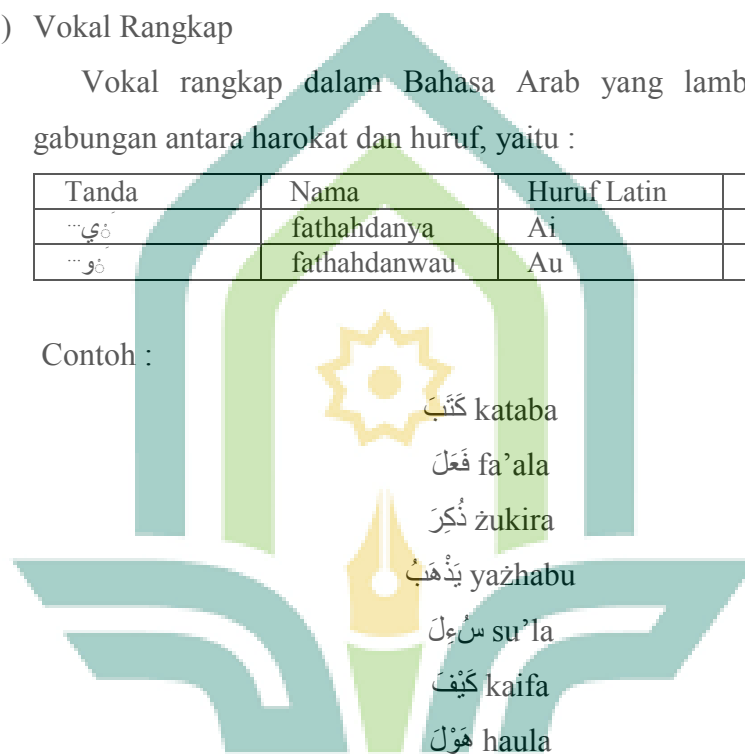 ) Vokal Rangkap
Vokal rangkap dalam Bahasa Arab yang lamb
gabungan antara harokat dan huruf, yaitu :
Tanda Nama Huruf Latin
...َْي fathahdanya Ai
...َْو fathahdanwau Au
Contoh :
كَتَبَ kataba
فَعَلَ fa’ala
ذُكِرَ żukira
يَذْهَبُ yażhabu
سُءِلَ su’la
كَيْفَ kaifa
هَوْلَ haula